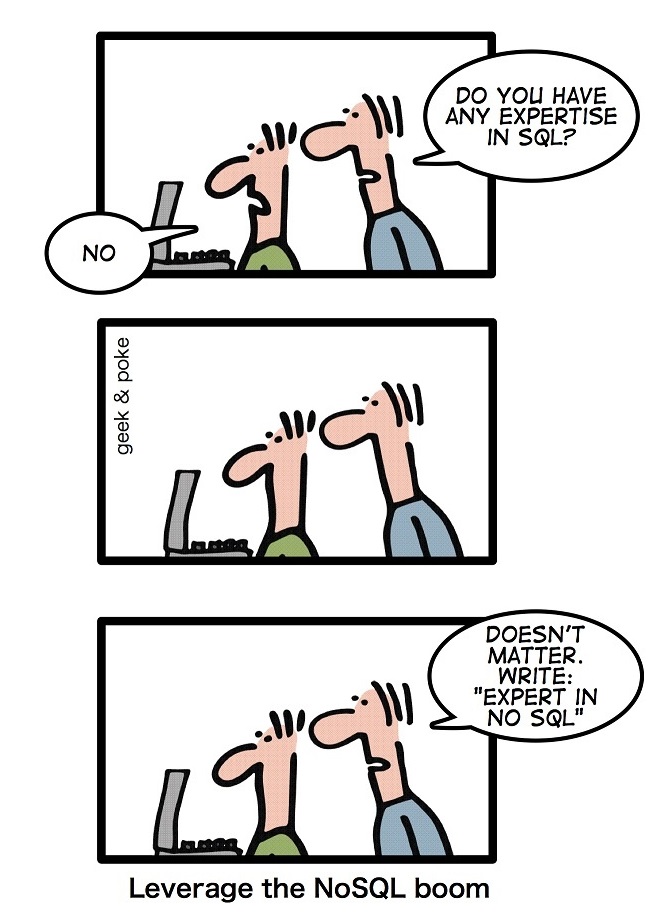 DO YOU HAVE
ANY EXPERTISE
IN SQL?
NO
geek & poke
DOESN'T
MATTER.
WRITE:
"EXPERT IN
NO SQL"
Leverage the NoSQL boom